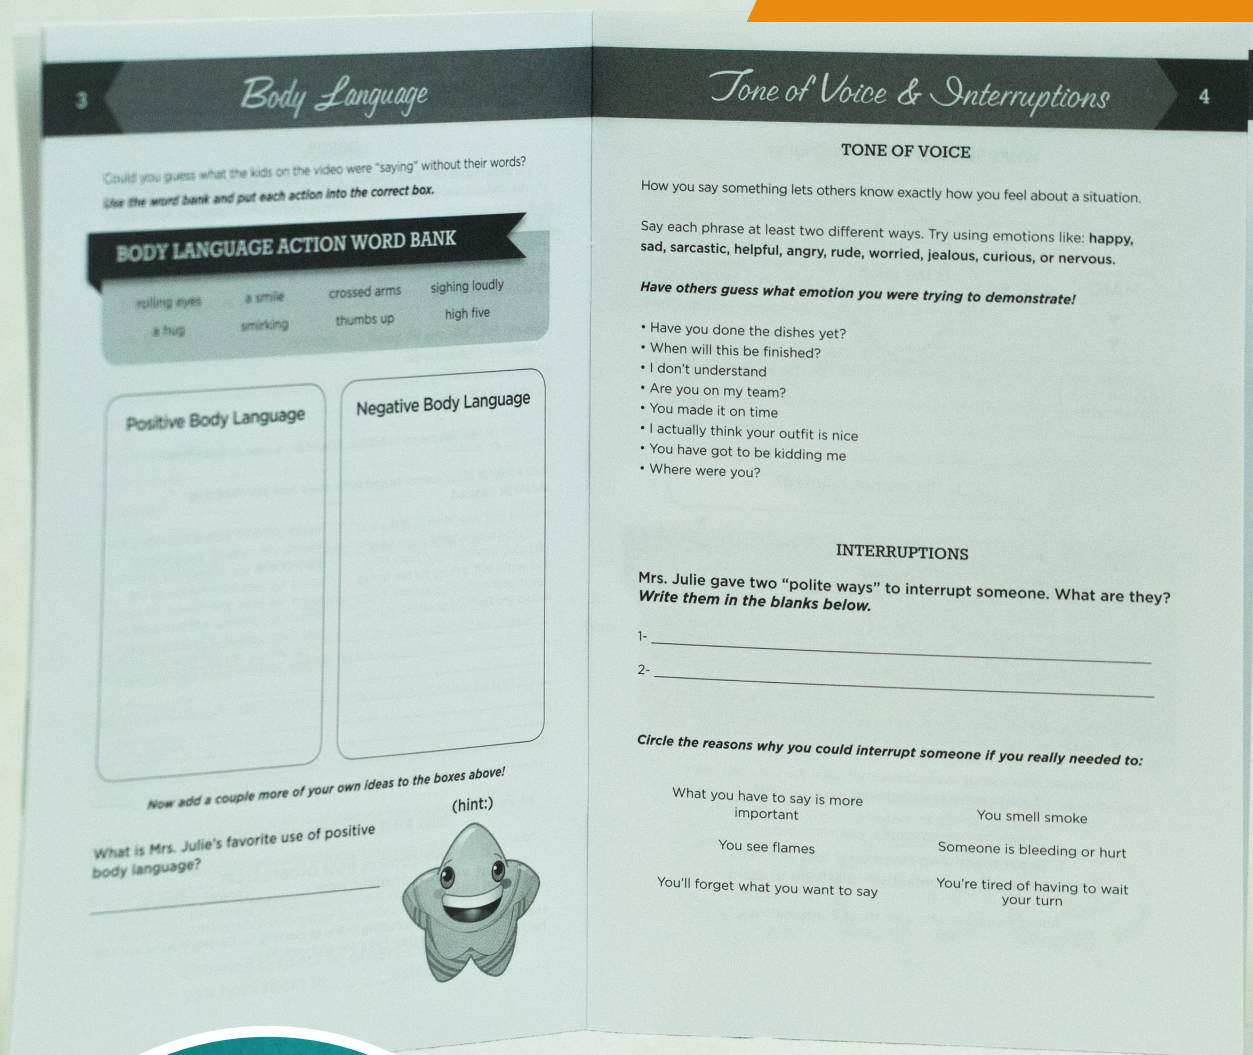 3
Body Language
Could you guess what the kids on the video were "saying" without their words?
Use the word bank and put each action into the correct box.
BODY LANGUAGE ACTION WORD BANK
rolling eyes a smile crossed arms sighing loudly
a hug smirking thumbs up high five
Positive Body Language
Negative Body Language
Now add a couple more of your own ideas to the boxes above!
(hint:)
What is Mrs. Julie's favorite use of positive
body language?
Tone of Voice & Interruptions
4
TONE OF VOICE
How you say something lets others know exactly how you feel about a situation.
Say each phrase at least two different ways. Try using emotions like: happy,
sad, sarcastic, helpful, angry, rude, worried, jealous, curious, or nervous.
Have others guess what emotion you were trying to demonstrate!
• Have you done the dishes yet?
• When will this be finished?
• I don't understand
• Are you on my team?
• You made it on time
• I actually think your outfit is nice
• You have got to be kidding me
• Where were you?
INTERRUPTIONS
Mrs. Julie gave two "polite ways" to interrupt someone. What are they?
Write them in the blanks below.
1-
2-
Circle the reasons why you could interrupt someone if you really needed to:
What you have to say is more
important
You smell smoke
You see flames
Someone is bleeding or hurt
You'll forget what you want to say
You're tired of having to wait
your turn